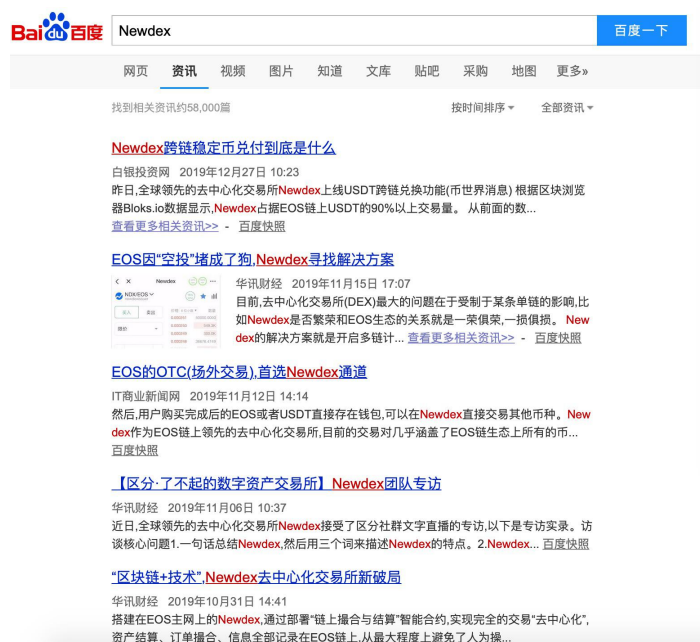 Bai du 百度
Newdex
百度一下
网页 资讯 视频 图片 知道 文库 贴吧 采购 地图 更多»
找到相关资讯约58,000篇 按时间排序 全部资讯
Newdex跨链稳定币兑付到底是什么
白银投资网 2019年12月27日 10:23
昨日,全球领先的去中心化交易所Newdex上线USDT跨链兑换功能(币世界消息) 根据区块浏览
器Bloks.io数据显示,Newdex占据EOS链上USDT的90%以上交易量。 从前面的数...
查看更多相关资讯>> - 百度快照
EOS因“空投”堵成了狗,Newdex寻找解决方案
Newdex
NDX/EOS
买入 卖出
限价
华讯财经 2019年11月15日 17:07
目前,去中心化交易所(DEX)最大的问题在于受制于某条单链的影响,比
如Newdex是否繁荣和EOS生态的关系就是一荣俱荣,一损俱损。 New
dex的解决方案就是开启多链计... 查看更多相关资讯>> - 百度快照
EOS的OTC(场外交易),首选Newdex通道
IT商业新闻网 2019年11月12日 14:14
然后,用户购买完成后的EOS或者USDT直接存在钱包,可以在Newdex直接交易其他币种。New
dex作为EOS链上领先的去中心化交易所,目前的交易对几乎涵盖了EOS链生态上所有的币...
百度快照
【区分·了不起的数字资产交易所】Newdex团队专访
华讯财经 2019年11月06日 10:37
近日,全球领先的去中心化交易所Newdex接受了区分社群文字直播的专访,以下是专访实录。访
谈核心问题1.一句话总结Newdex,然后用三个词来描述Newdex的特点。2.Newdex... 百度快照
“区块链+技术”,Newdex去中心化交易所新破局
华讯财经 2019年10月31日 14:41
搭建在EOS主网上的Newdex,通过部署“链上撮合与结算”智能合约,实现完全的交易“去中心化”,
资产结算、订单撮合、信息全部记录在EOS链上,从最大程度上避免了人为操...